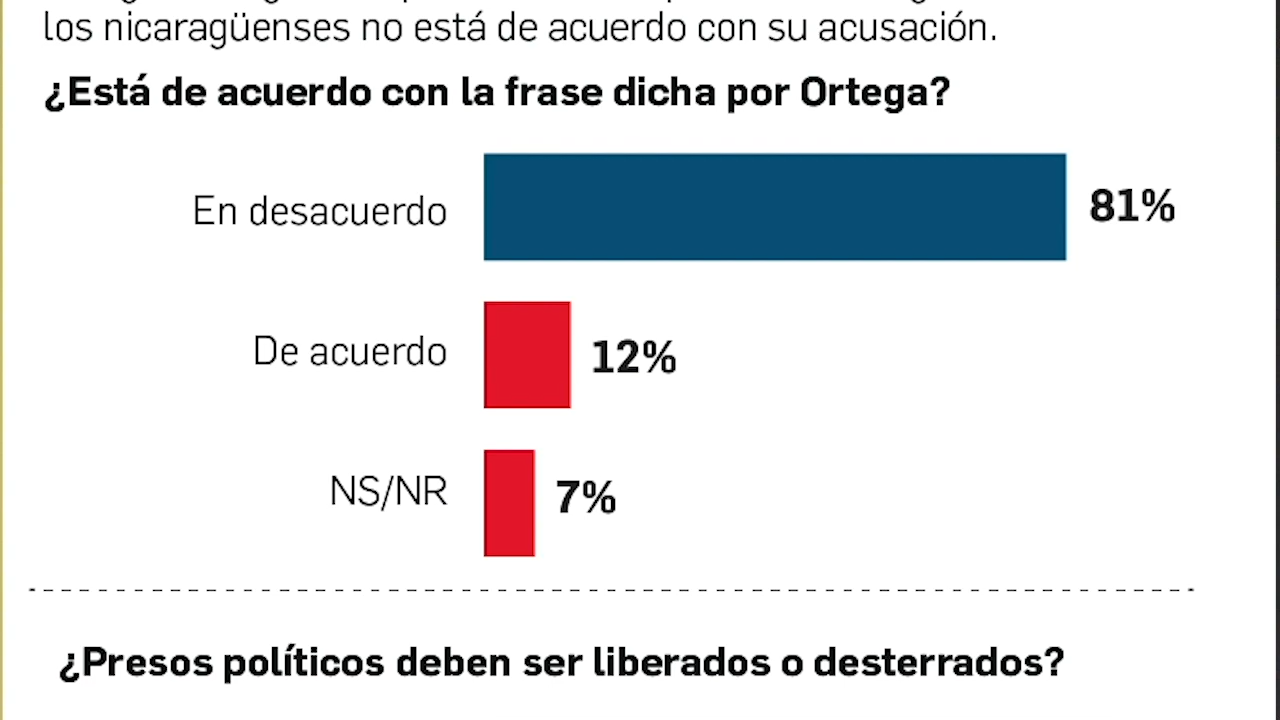 los nicaragüenses no está de acuerdo con su acusación.
¿Está de acuerdo con la frase dicha por Ortega?
En desacuerdo 81%
De acuerdo 12%
NS/NR 7%
¿Presos políticos deben ser liberados o desterrados?